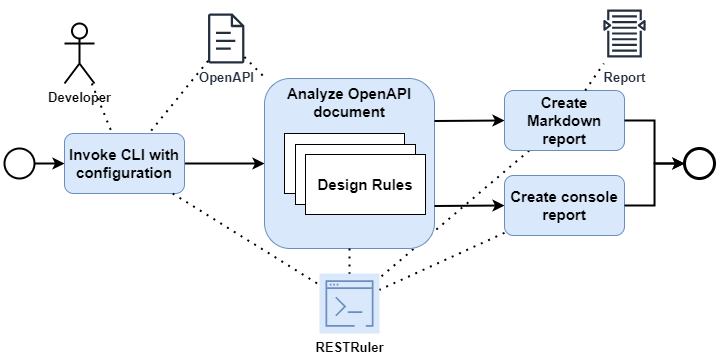 Developer
OpenAPI
Report
Analyze OpenAPI
document
Design Rules
Invoke CLI with
configuration
Create
Markdown
report
Create console
report
RESTRuler